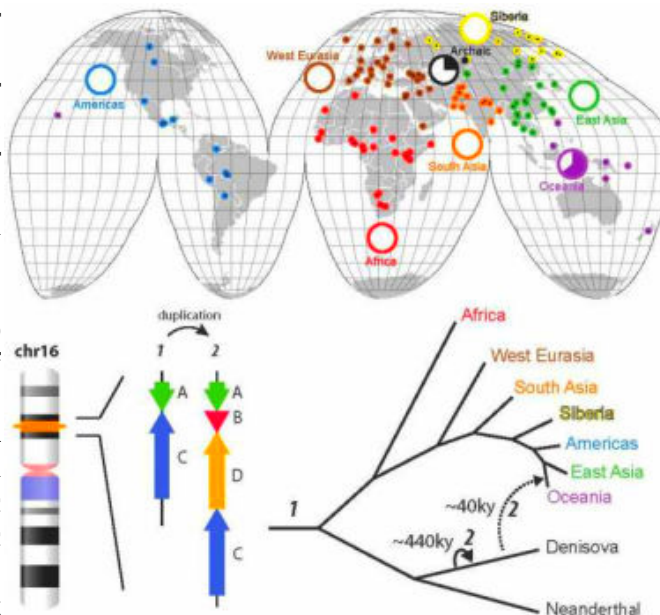 Siberia
West Eurasia
Archaic
Americas
East Asia
South Asia
Oceania
Africa
duplication
chr16
1
2
A
A
B
C
D
C
Africa
West Eurasia
South Asia
Siberia
Americas
East Asia
Oceania
~40ky 2
1
~440ky 2
Denisova
Neanderthal